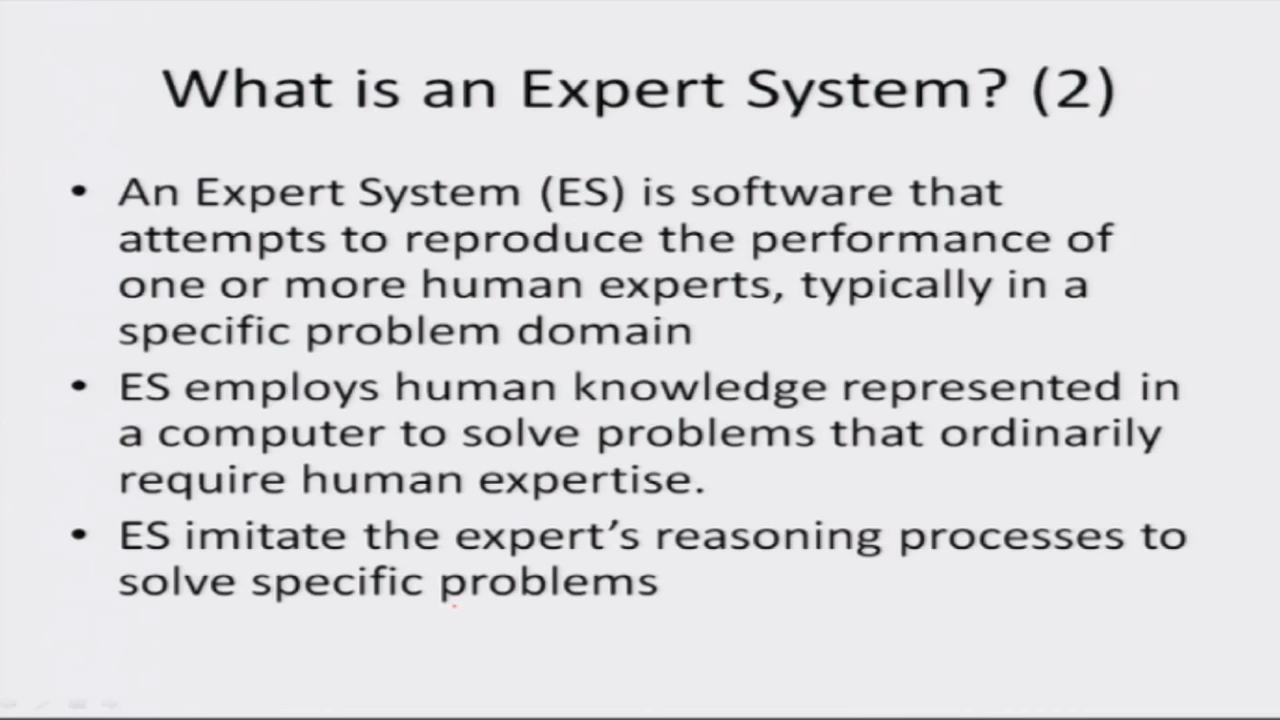 What is an Expert System? (2)
• An Expert System (ES) is software that
attempts to reproduce the performance of
one or more human experts, typically in a
specific problem domain
• ES employs human knowledge represented in
a computer to solve problems that ordinarily
require human expertise.
• ES imitate the expert’s reasoning processes to
solve specific problems